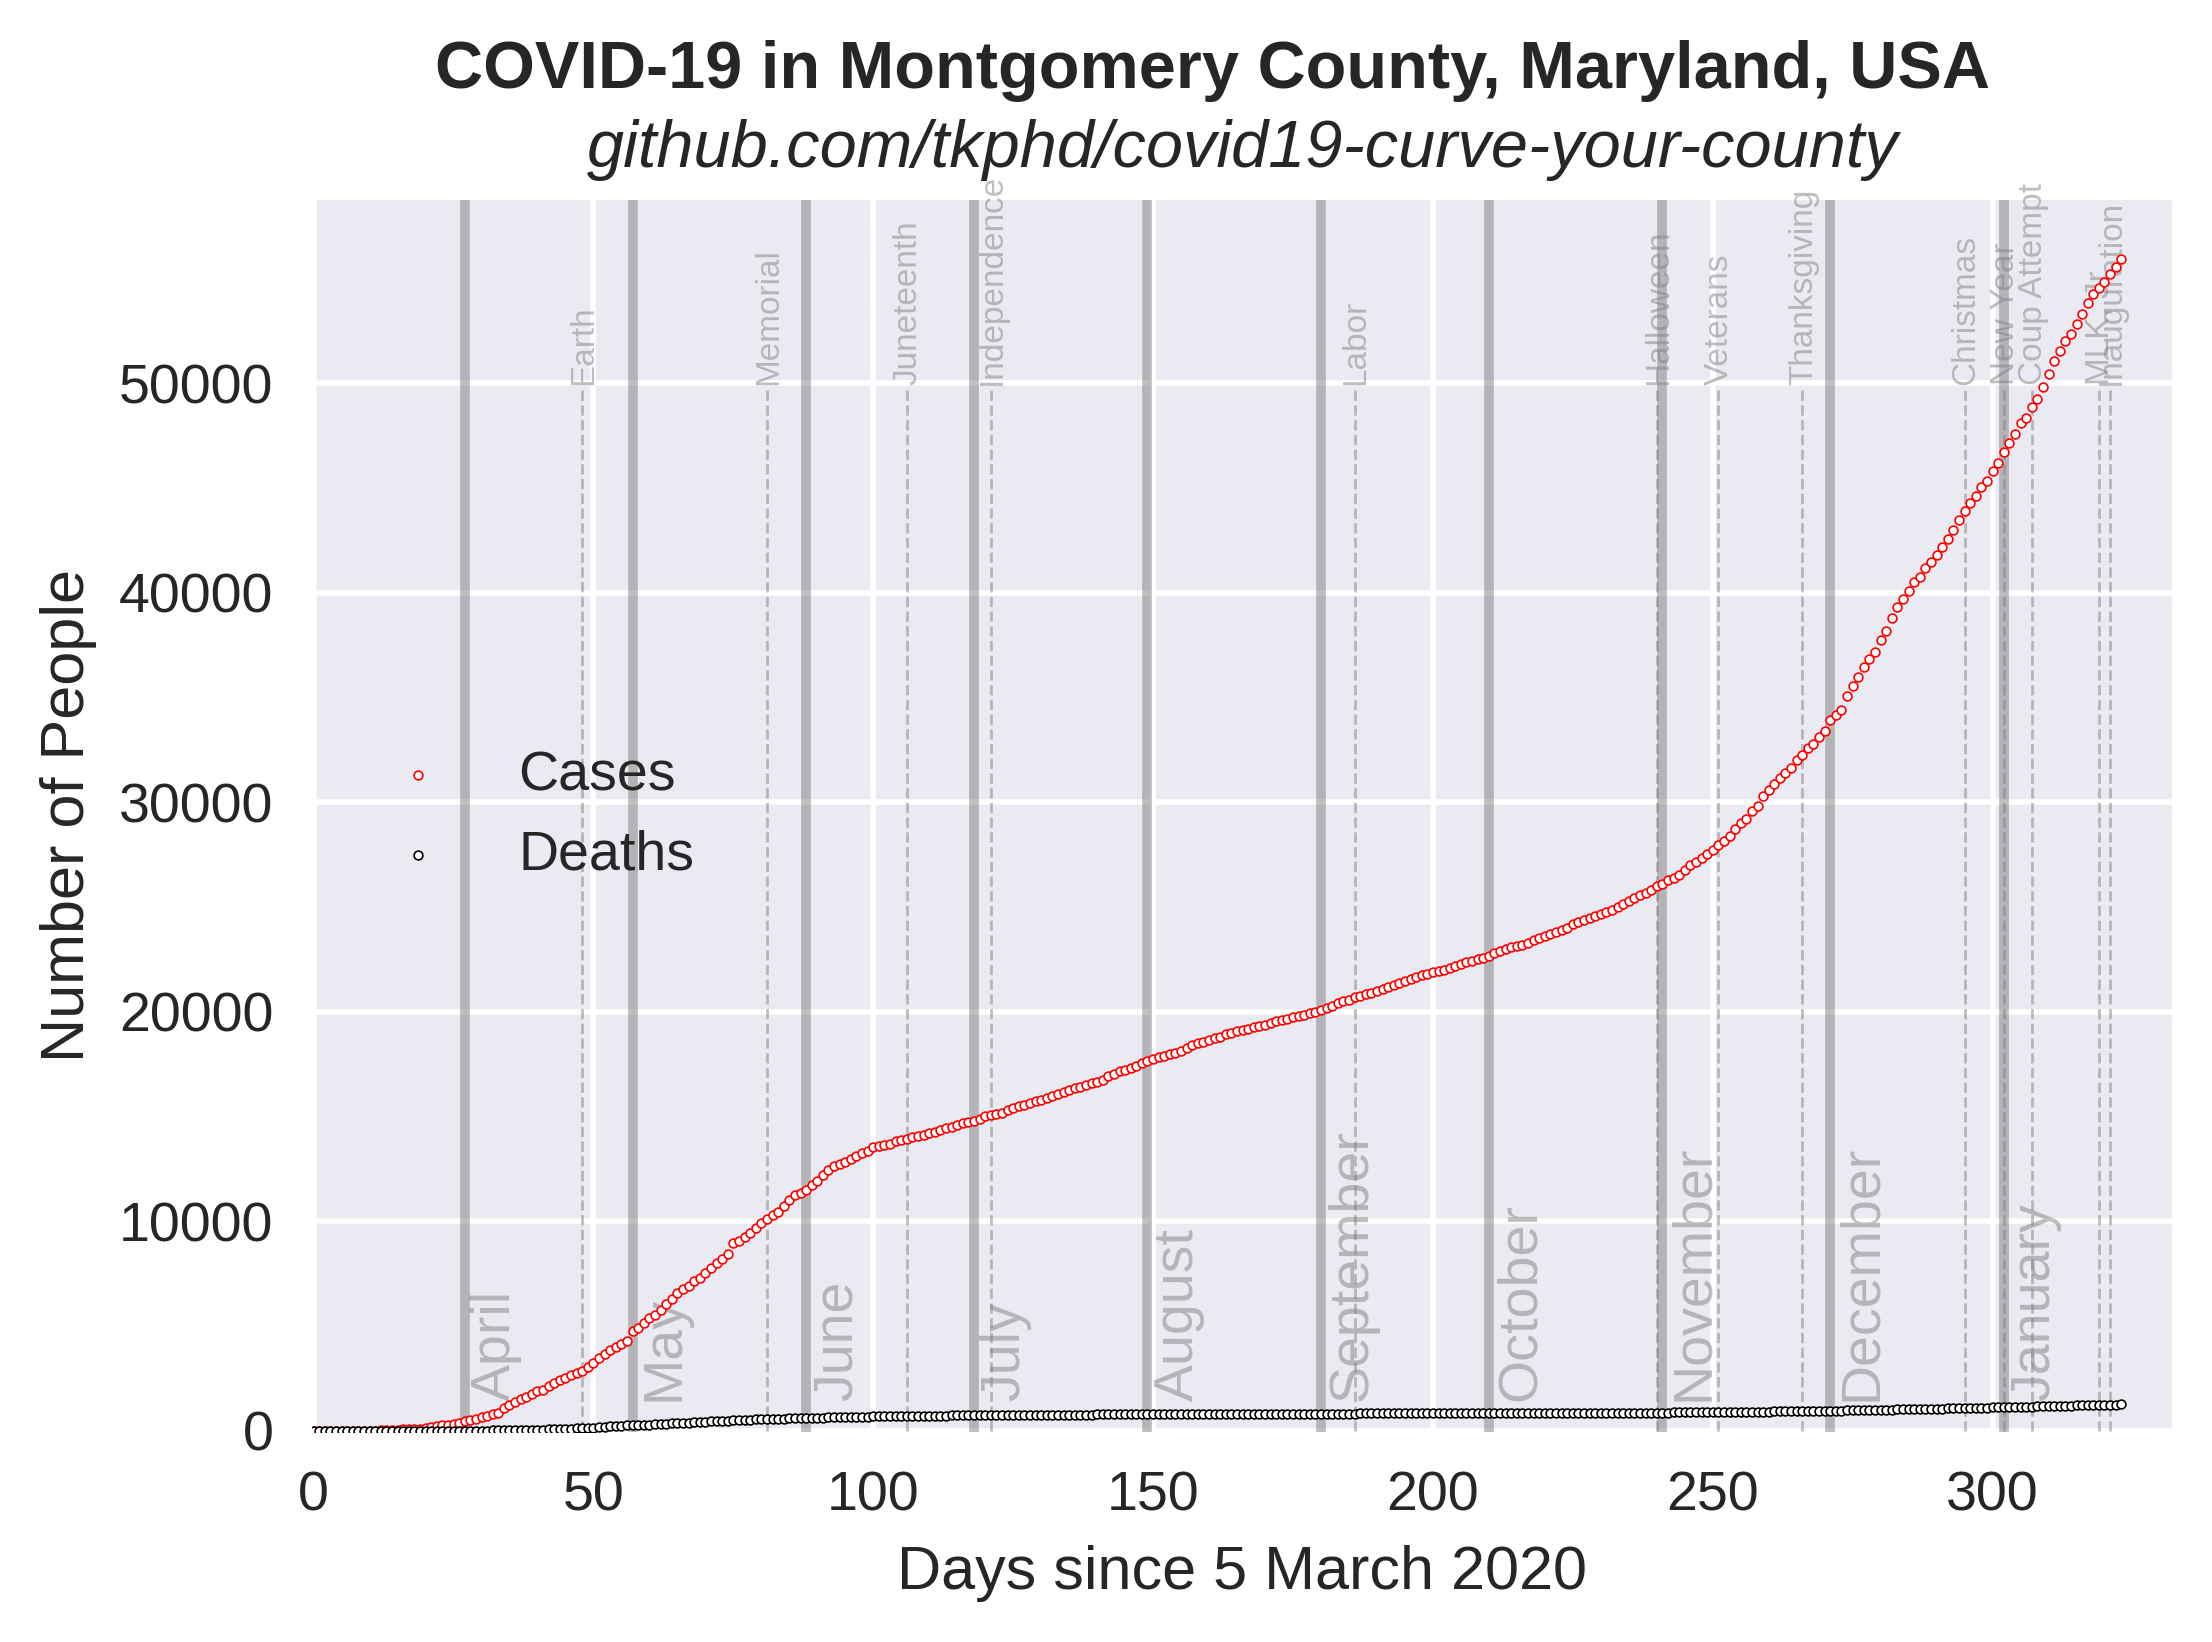 COVID-19 in Montgomery County, Maryland, USA
github.com/tkphd/covid19-curve-your-county
Number of People
50000
40000
30000
20000
10000
0
Earth
Memorial
Juneteenth
Independence
Labor
Halloween
Veterans
Thanksgiving
Christmas
New Year
Coup Attempt
MLK, Jr
Inauguration
Cases
Deaths
April
May
June
July
August
September
October
November
December
January
0
50
100
150
200
250
300
Days since 5 March 2020